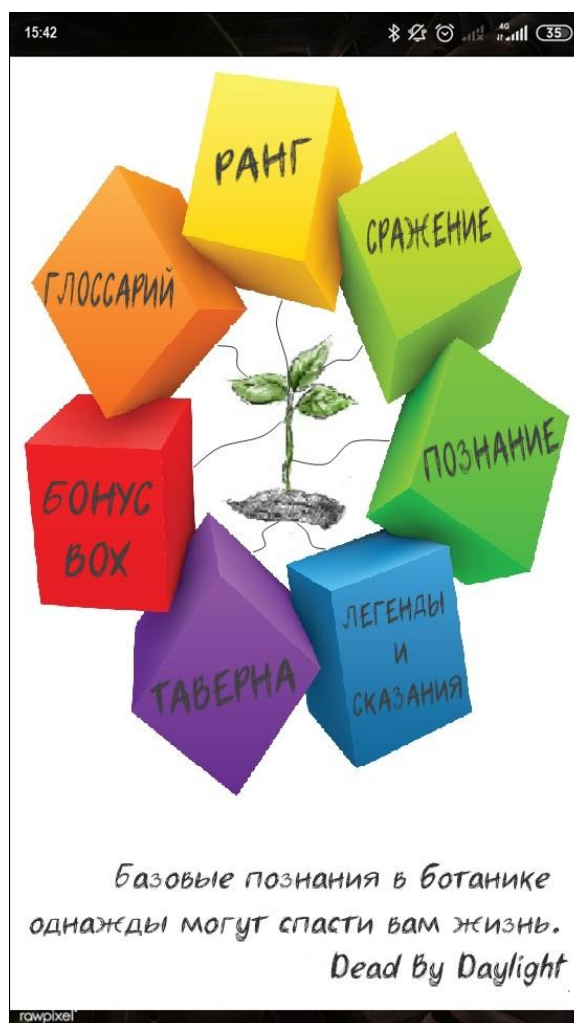 15:42
4G
35
РАНГ
СРАЖЕНИЕ
ГЛОССАРИЙ
ПОЗНАНИЕ
БОНУС
BOX
ЛЕГЕНДЫ
И
СКАЗАНИЯ
ТАВЕРНА
Базовые познания в ботанике
однажды могут спасти вам жизнь.
Dead By Daylight
rawpixel